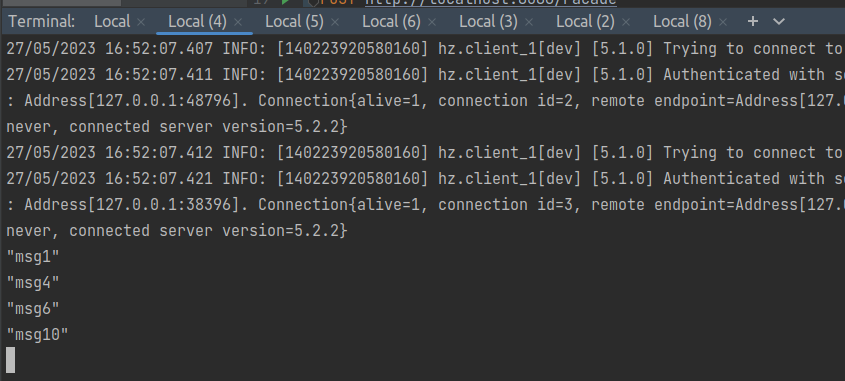 POST http://localhost:8080/facade
Terminal: Local × Local (4) × Local (5) × Local (6) × Local (3) × Local (2) × Local (8) × +
27/05/2023 16:52:07.407 INFO: [140223920580160] hz.client_1[dev] [5.1.0] Trying to connect to
27/05/2023 16:52:07.411 INFO: [140223920580160] hz.client_1[dev] [5.1.0] Authenticated with
: Address[127.0.0.1:48796]. Connection{alive=1, connection id=2, remote endpoint=Address[127.
never, connected server version=5.2.2}
27/05/2023 16:52:07.412 INFO: [140223920580160] hz.client_1[dev] [5.1.0] Trying to connect to
27/05/2023 16:52:07.421 INFO: [140223920580160] hz.client_1[dev] [5.1.0] Authenticated with
: Address[127.0.0.1:38396]. Connection{alive=1, connection id=3, remote endpoint=Address[127.
never, connected server version=5.2.2}
"msg1"
"msg4"
"msg6"
"msg10"